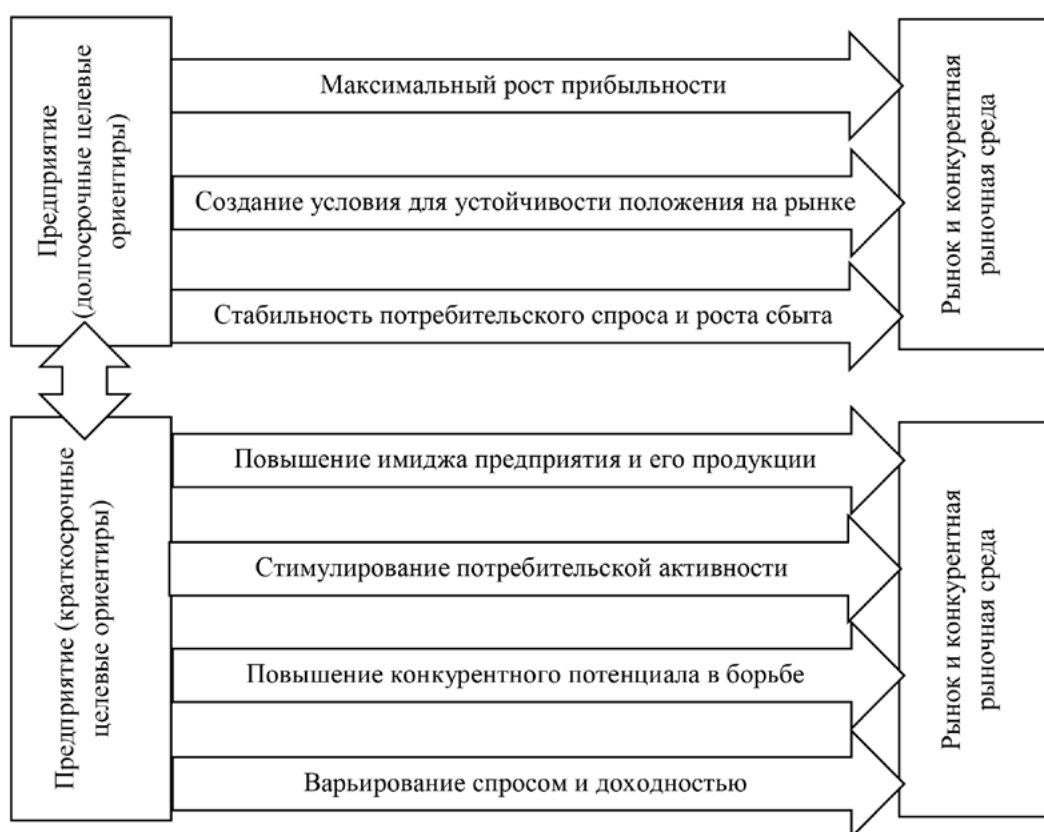 Предприятие
(долгосрочные целевые
ориентиры)
Максимальный рост прибыльности
Создание условия для устойчивости положения на рынке
Стабильность потребительского спроса и роста сбыта
Рынок и конкурентная
рыночная среда
Предприятие (краткосрочные
целевые ориентиры)
Повышение имиджа предприятия и его продукции
Стимулирование потребительской активности
Повышение конкурентного потенциала в борьбе
Варьирование спросом и доходностью
Рынок и конкурентная
рыночная среда